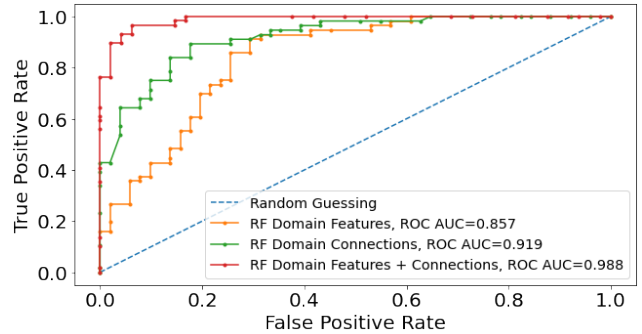 True Positive Rate
1.0
0.8
0.6
0.4
0.2
0.0
Random Guessing
RF Domain Features, ROC AUC=0.857
RF Domain Connections, ROC AUC=0.919
RF Domain Features + Connections, ROC AUC=0.988
0.0 0.2 0.4 0.6 0.8 1.0
False Positive Rate